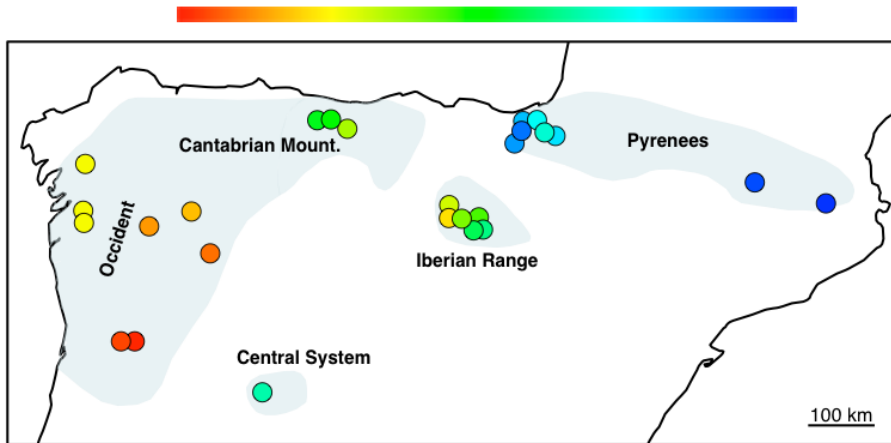 Cantabrian Mount.
Pyrenees
Occident
Iberian Range
Central System
100 km